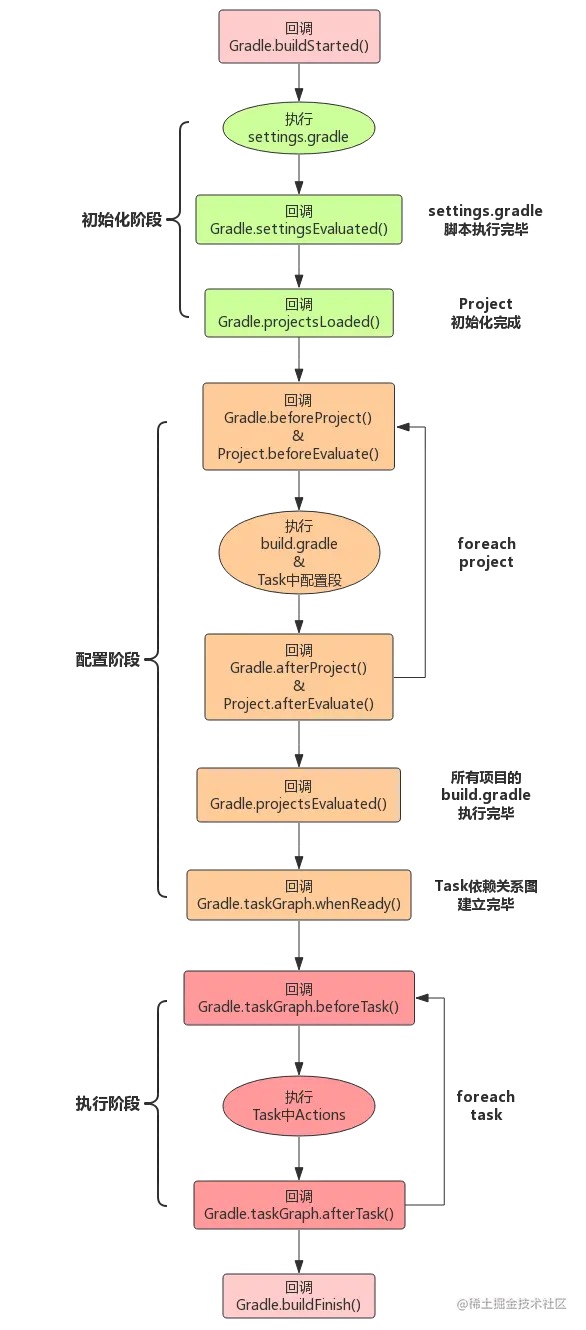 回调
Gradle.buildStarted()
执行
settings.gradle
初始化阶段
回调
Gradle.settingsEvaluated()
settings.gradle
脚本执行完毕
回调
Gradle.projectsLoaded()
Project
初始化完成
回调
Gradle.beforeProject()
&
Project.beforeEvaluate()
执行
build.gradle
&
Task中配置段
foreach
project
配置阶段
回调
Gradle.afterProject()
&
Project.afterEvaluate()
回调
Gradle.projectsEvaluated()
所有项目的
build.gradle
执行完毕
回调
Gradle.taskGraph.whenReady()
Task依赖关系图
建立完毕
回调
Gradle.taskGraph.beforeTask()
执行阶段
执行
Task中Actions
foreach
task
回调
Gradle.taskGraph.afterTask()
回调
Gradle.buildFinish()
@稀土掘金技术社区